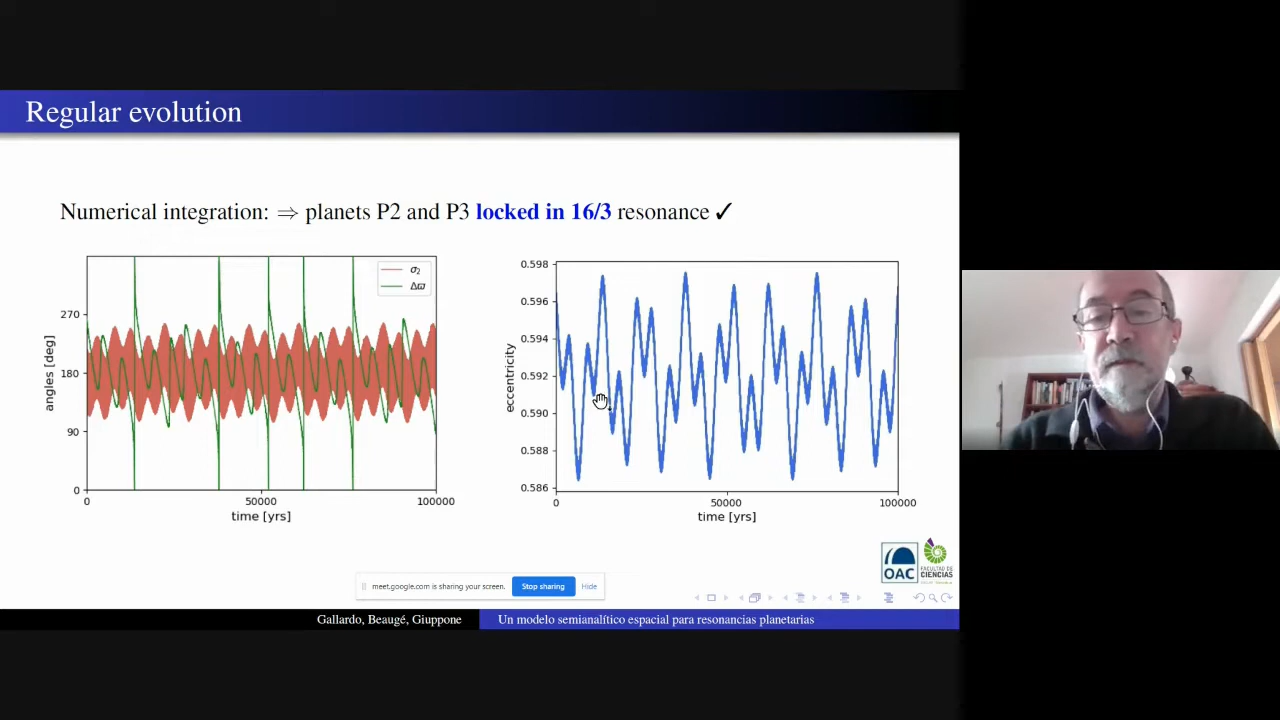 Regular evolution
Numerical integration: ⇒ planets P2 and P3 locked in 16/3 resonance ✓
σ₂
Δϖ
270
180
90
0
angles [deg]
0 50000 100000
time [yrs]
0.598
0.596
0.594
0.592
0.590
0.588
0.586
eccentricity
0 50000 100000
time [yrs]
OAC
FACULTAD DE
CIENCIAS
meet.google.com is sharing your screen. Stop sharing Hide
Gallardo, Beaugé, Giuppone Un modelo semianalítico espacial para resonancias planetarias